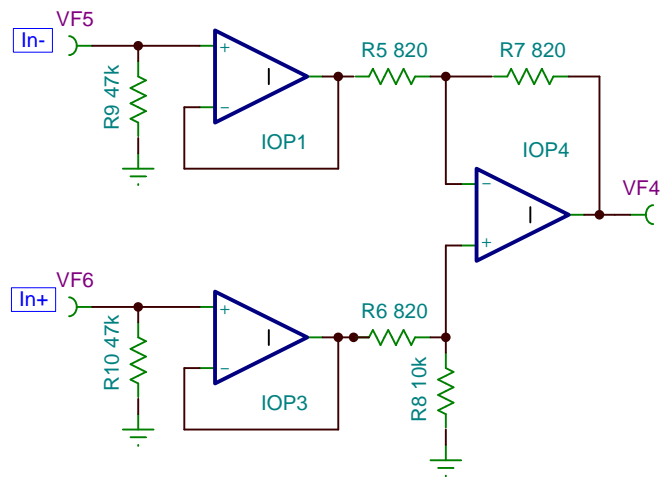 VF5
In-
R9 47k
+
−
IOP1
R5 820
R7 820
IOP4
−
+
VF4
VF6
In+
R10 47k
+
−
IOP3
R6 820
R8 10k